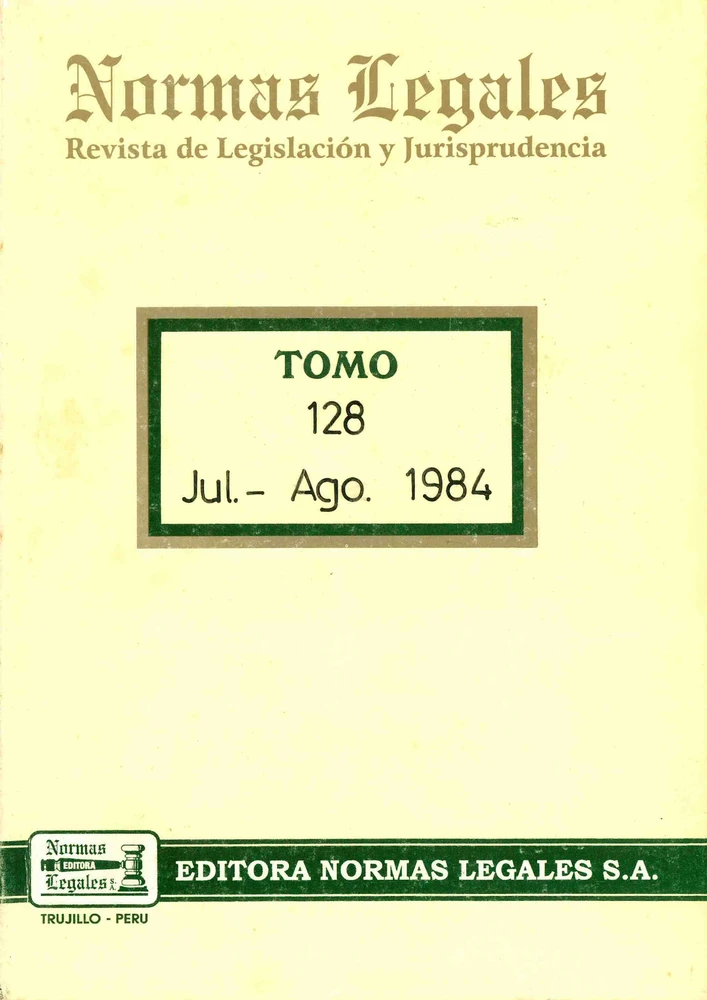 Normas Legales
Revista de Legislación y Jurisprudencia
TOMO
128
Jul.- Ago. 1984
Normas
EDITORA
Legales S.A.
EDITORA NORMAS LEGALES S.A.
TRUJILLO - PERU